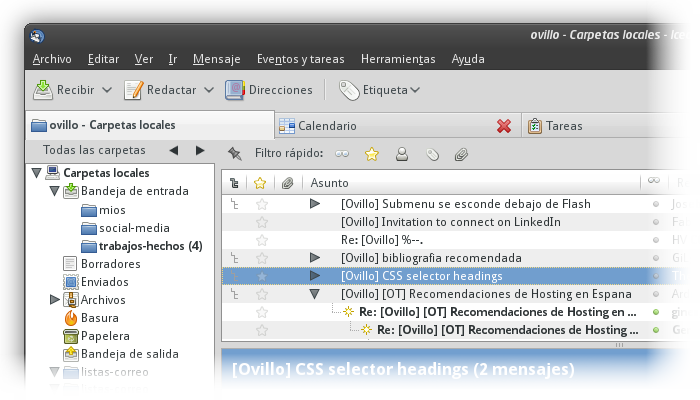 ovillo - Carpetas locales - Ice
Archivo Editar Ver Ir Mensaje Eventos y tareas Herramientas Ayuda
Recibir Redactar Direcciones Etiqueta
ovillo - Carpetas locales Calendario Tareas
Todas las carpetas Filtro rápido:
Carpetas locales
Bandeja de entrada
mios
social-media
trabajos-hechos (4)
Borradores
Enviados
Archivos
Basura
Papelera
Bandeja de salida
listas-correo
Asunto
[Ovillo] Submenu se esconde debajo de Flash
[Ovillo] Invitation to connect on LinkedIn
Re: [Ovillo] %--.
[Ovillo] bibliografia recomendada
[Ovillo] CSS selector headings
[Ovillo] [OT] Recomendaciones de Hosting en Espana
Re: [Ovillo] [OT] Recomendaciones de Hosting en ...
Re: [Ovillo] [OT] Recomendaciones de Hosting ...
[Ovillo] CSS selector headings (2 mensajes)